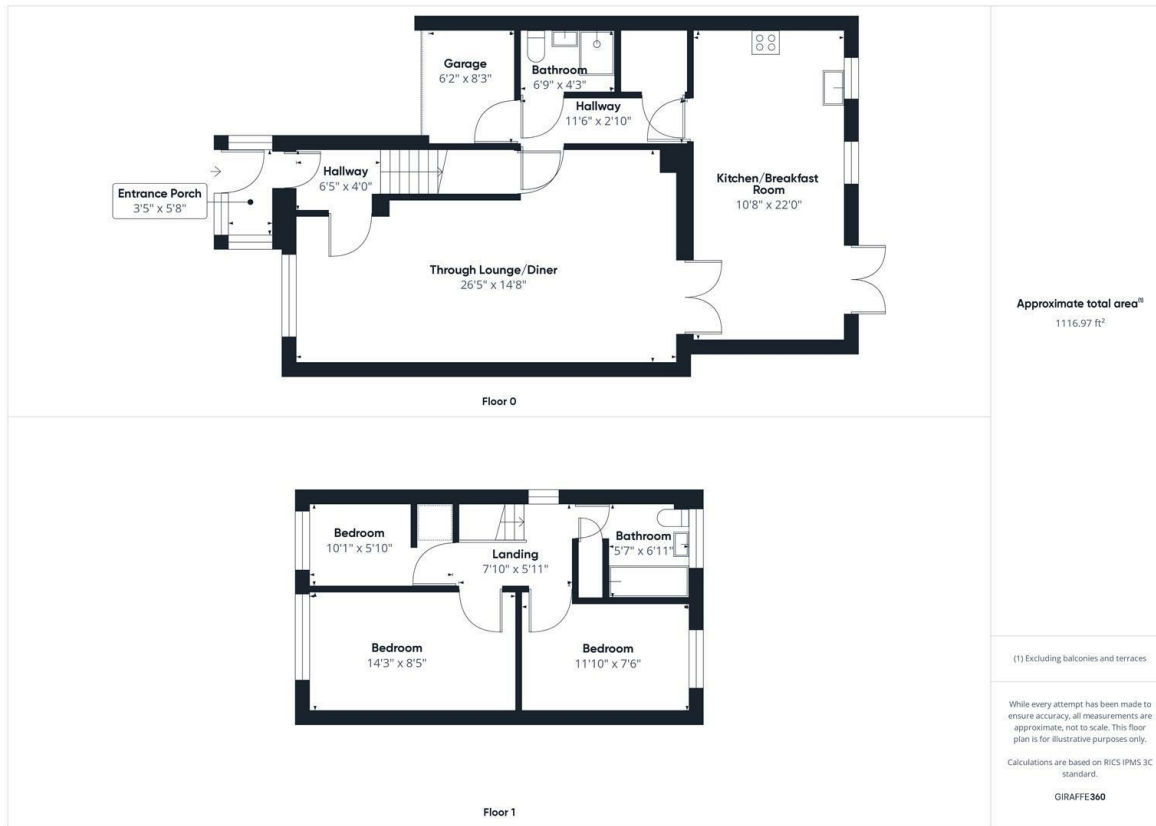 Garage
6'2" x 8'3"
Bathroom
6'9" x 4'3"
Hallway
11'6" x 2'10"
Hallway
6'5" x 4'0"
Entrance Porch
3'5" x 5'8"
Kitchen/Breakfast
Room
10'8" x 22'0"
Through Lounge/Diner
26'5" x 14'8"
Floor 0
Bedroom
10'1" x 5'10"
Landing
7'10" x 5'11"
Bathroom
5'7" x 6'11"
Bedroom
14'3" x 8'5"
Bedroom
11'10" x 7'6"
Floor 1
Approximate total area(1)
1116.97 ft²
(1) Excluding balconies and terraces
While every attempt has been made to
ensure accuracy, all measurements are
approximate, not to scale. This floor
plan is for illustrative purposes only.
Calculations are based on RICS IPMS 3C
standard.
GIRAFFE360